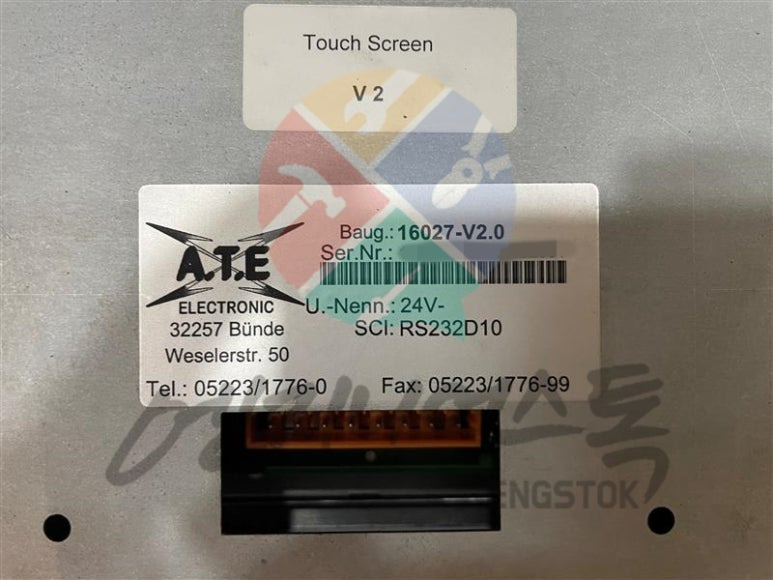 Touch Screen
V 2
A.T.E
ELECTRONIC
32257 Bünde
Weselerstr. 50
Baug.: 16027-V2.0
Ser.Nr.:
U.-Nenn.: 24V-
SCI: RS232D10
Tel.: 05223/1776-0
Fax: 05223/1776-99
ENGSTOK